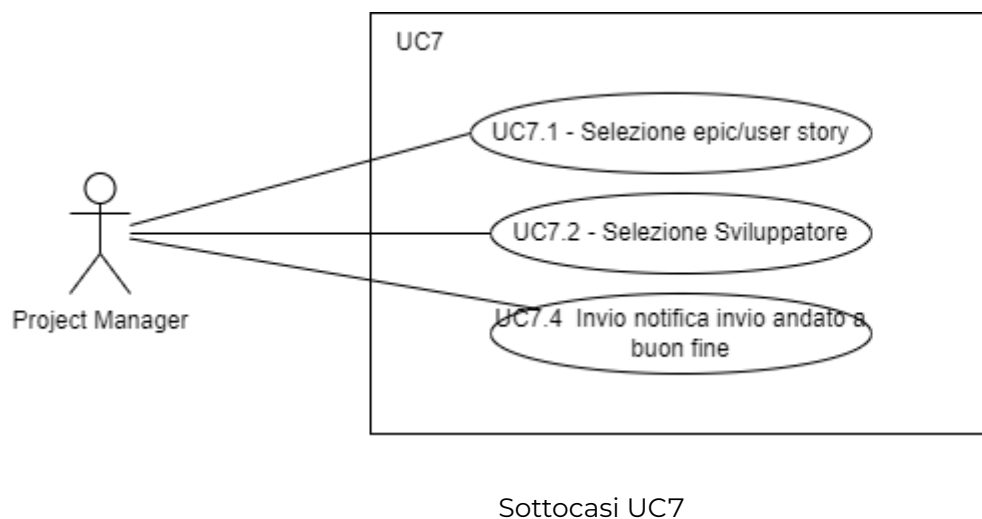 UC7
UC7.1 - Selezione epic/user story
UC7.2 - Selezione Sviluppatore
Project Manager
UC7.4 Invio notifica invio andato a
buon fine
Sottocasi UC7